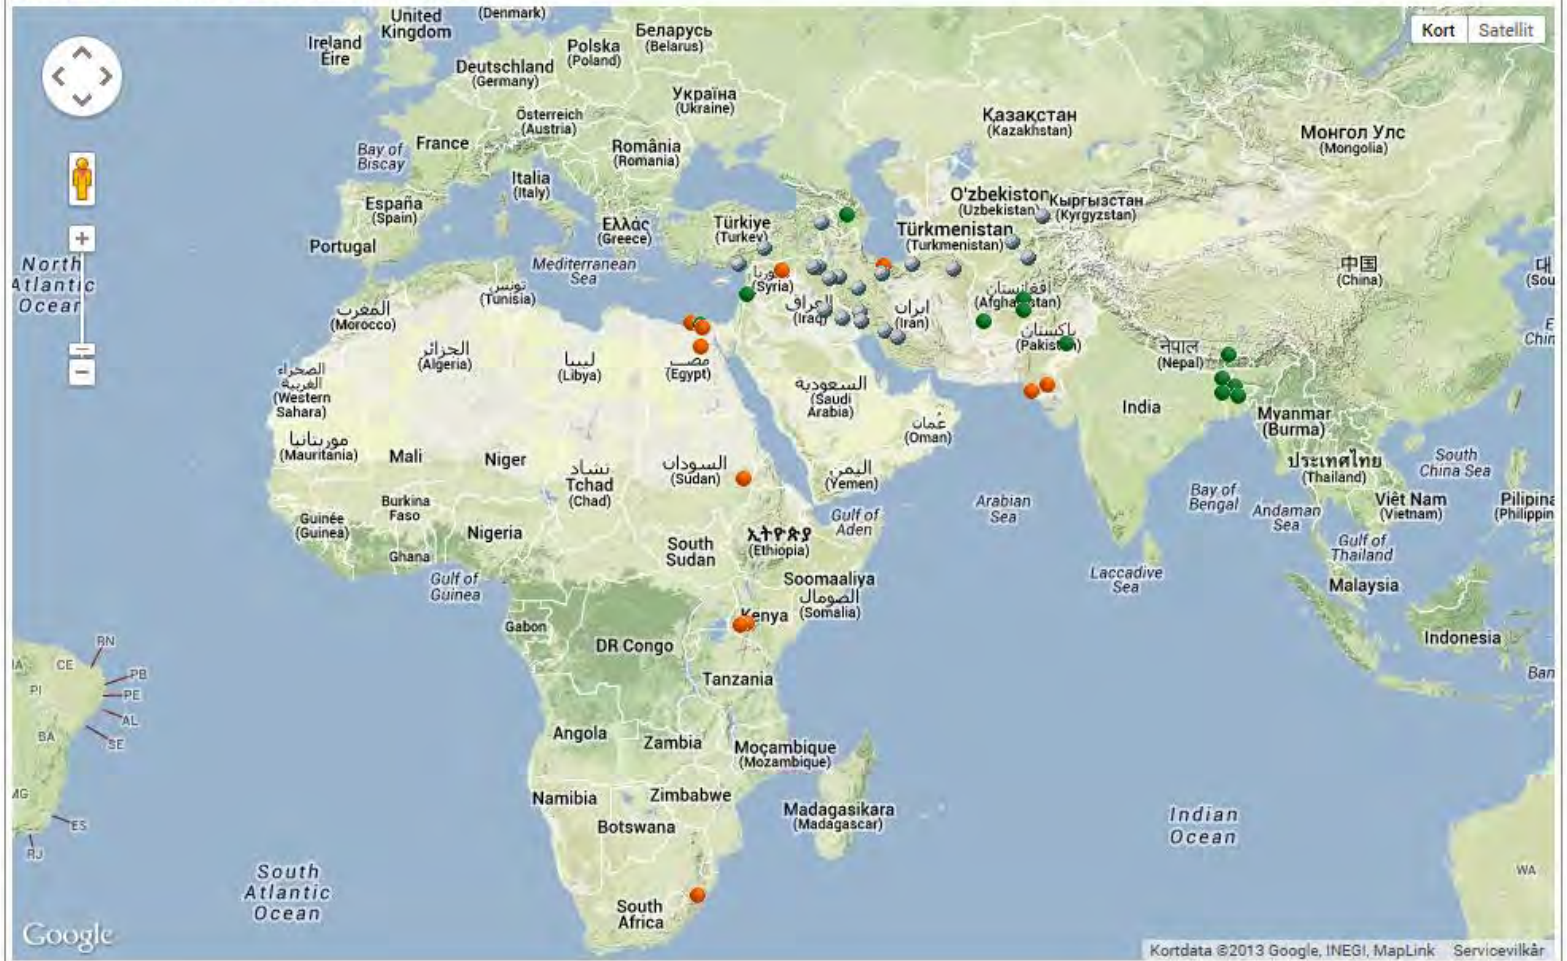 United
Kingdom
(Denmark)
Ireland
Éire
Беларусь
(Belarus)
Polska
(Poland)
Deutschland
(Germany)
Україна
(Ukraine)
Österreich
(Austria)
France
România
(Romania)
Bay of
Biscay
Italia
(Italy)
España
(Spain)
Portugal
Ελλάς
(Greece)
Türkiye
(Turkey)
Қазақстан
(Kazakhstan)
Монгол Улс
(Mongolia)
Kort
Satellit
O'zbekiston
(Uzbekistan)
Кыргызстан
(Kyrgyzstan)
Türkmenistan
(Turkmenistan)
North
Atlantic
Ocean
Mediterranean
Sea
تونس
(Tunisia)
المغرب
(Morocco)
(Syria)
العراق
(Iraq)
ایران
(Iran)
افغانستان
(Afghanistan)
پاکستان
(Pakistan)
中国
(China)
नेपाल
(Nepal)
الجزائر
(Algeria)
ليبيا
(Libya)
مصر
(Egypt)
الصحراء
الغربية
(Western
Sahara)
السعودية
(Saudi
Arabia)
عُمان
(Oman)
India
Myanmar
(Burma)
موريتانيا
(Mauritania)
Mali
Niger
تشاد
Tchad
(Chad)
السودان
(Sudan)
اليمن
(Yemen)
ประเทศไทย
(Thailand)
South
China Sea
Burkina
Faso
Guinée
(Guinea)
Nigeria
Ghana
Gulf of
Guinea
South
Sudan
ኢትዮጵያ
(Ethiopia)
Gulf of
Aden
Arabian
Sea
Bay of
Bengal
Andaman
Sea
Việt Nam
(Vietnam)
Pilipina
(Philippin
Gulf of
Thailand
Laccadive
Sea
Malaysia
Soomaaliya
الصومال
(Somalia)
Kenya
Gabon
DR Congo
Tanzania
Indonesia
Ban
RN
CE
PB
PI
PE
AL
BA
SE
MG
ES
RJ
Angola
Zambia
Moçambique
(Mozambique)
Namibia
Zimbabwe
Botswana
Madagasikara
(Madagascar)
Indian
Ocean
South
Atlantic
Ocean
South
Africa
WA
Google
Kortdata ©2013 Google, INEGI, MapLink
Servicevilkår